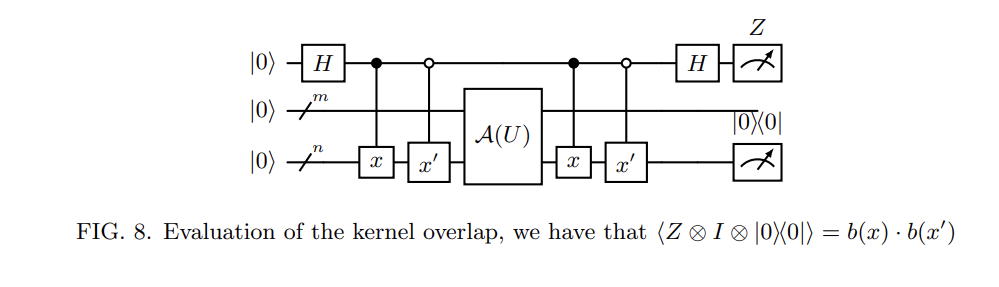 Z
|0⟩ H H
|0⟩ m
|0⟩⟨0|
A(U)
|0⟩ n x x′ x x′
FIG. 8. Evaluation of the kernel overlap, we have that ⟨Z ⊗ I ⊗ |0⟩⟨0|⟩ = b(x) · b(x′)